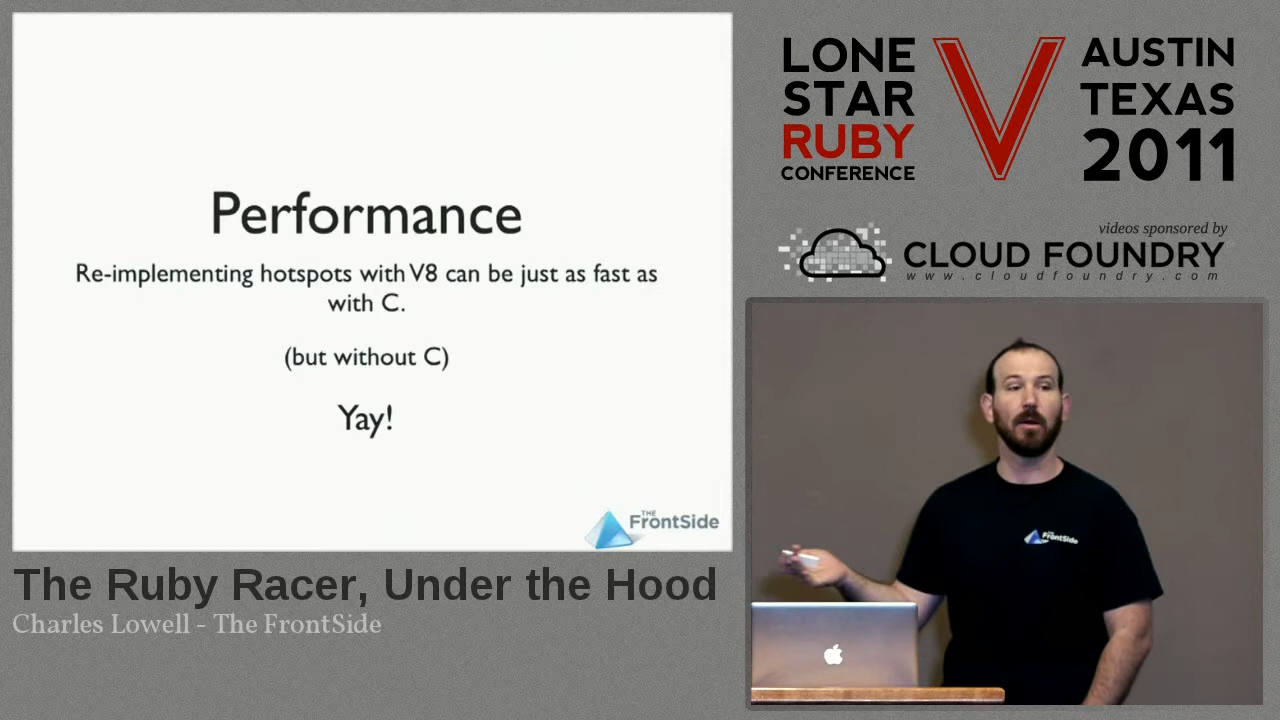 Performance
Re-implementing hotspots with V8 can be just as fast as
with C.
(but without C)
Yay!
THE
FrontSide
The Ruby Racer, Under the Hood
Charles Lowell - The FrontSide
LONE
STAR
RUBY
CONFERENCE
V
AUSTIN
TEXAS
2011
videos sponsored by
CLOUD FOUNDRY
www.cloudfoundry.com
THE
FrontSide